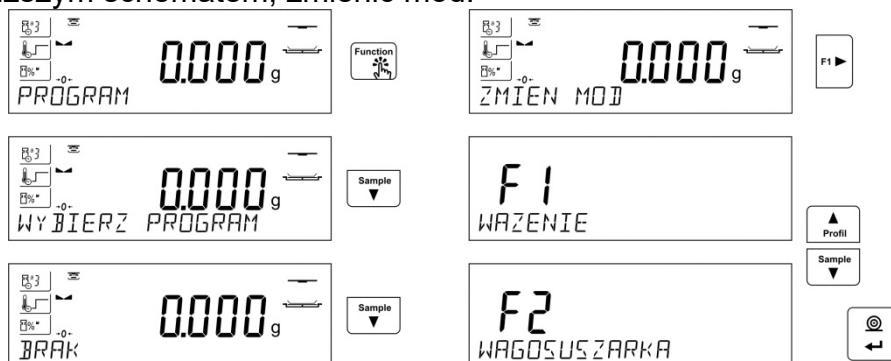 ższym schematem, zmienić mod.
0.000 g
PROGRAM
Function
0.000 g
ZMIEN MOD
F1 ►
0.000 g
WYBIERZ PROGRAM
Sample
▼
F1
WAZENIE
▲
Profil
Sample
▼
0.000 g
BRAK
Sample
▼
F2
WAGOSUSZARKA